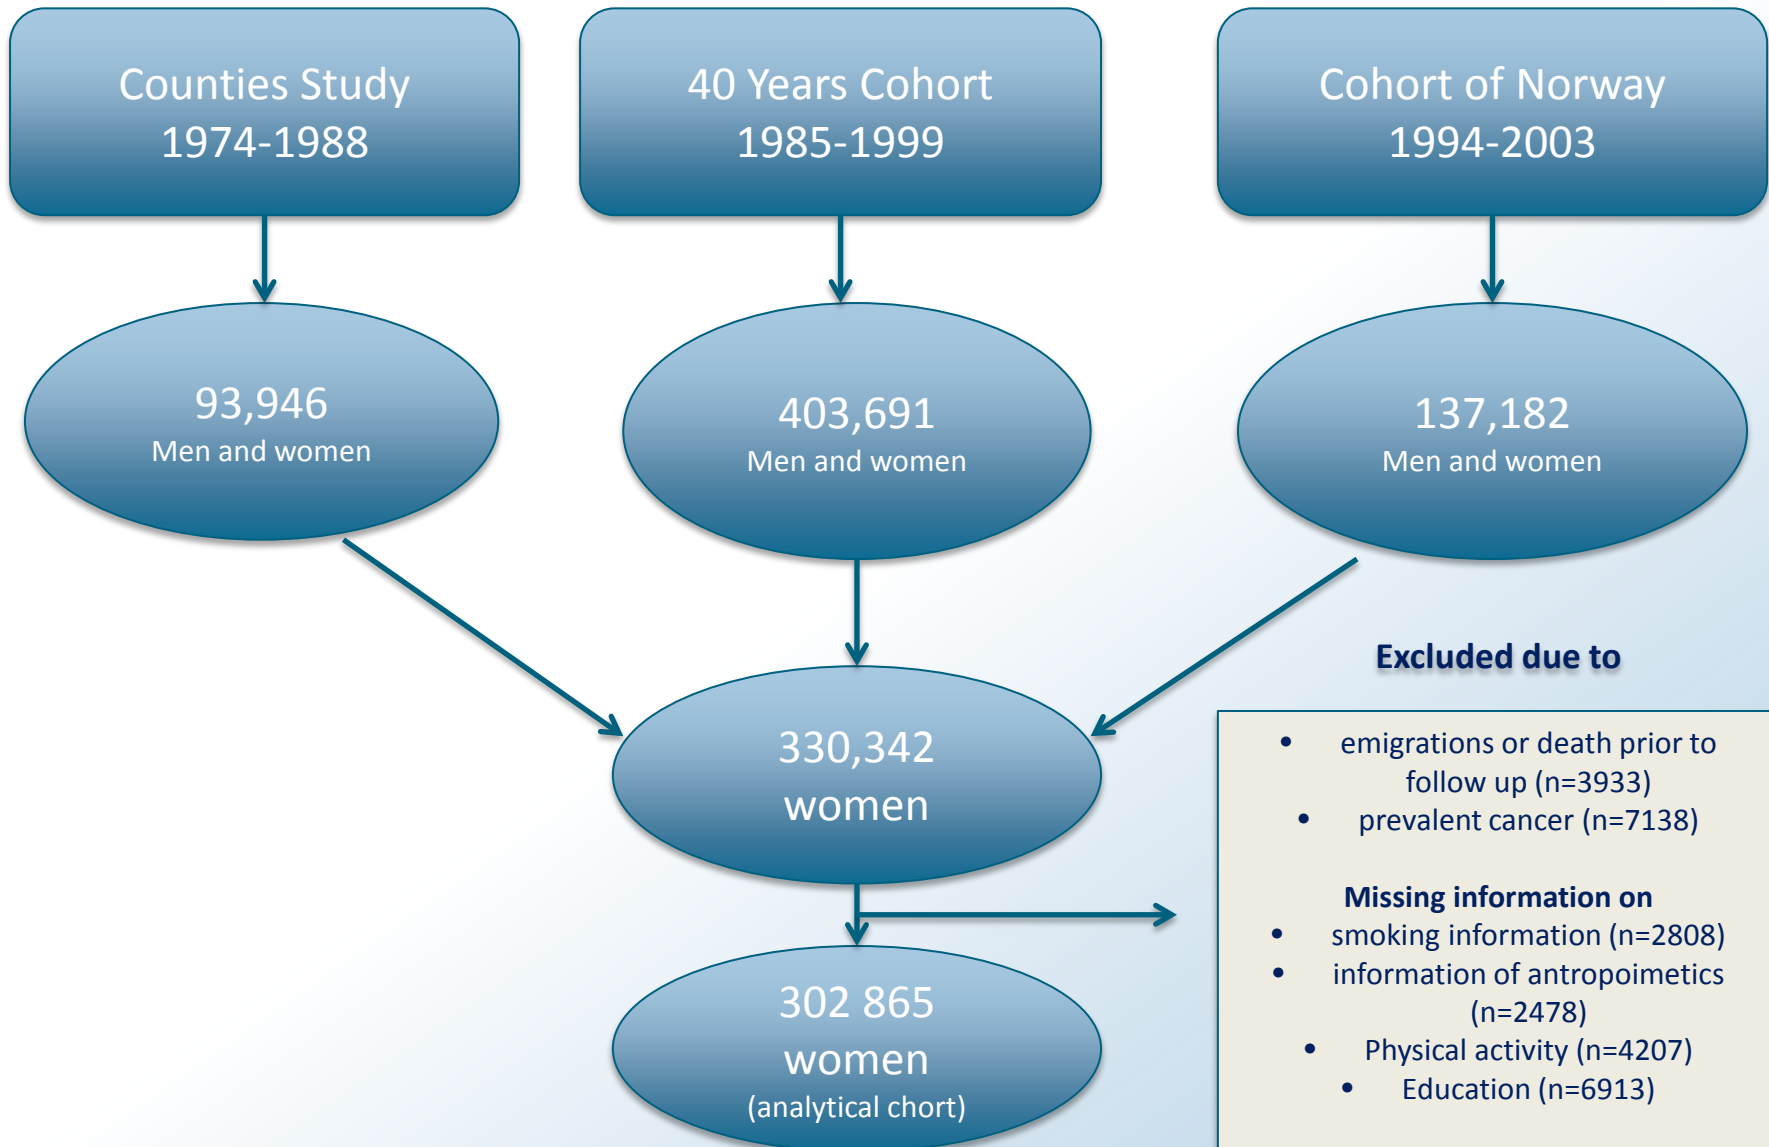 Counties Study
1974-1988
40 Years Cohort
1985-1999
Cohort of Norway
1994-2003
93,946
Men and women
403,691
Men and women
137,182
Men and women
330,342
women
302 865
women
(analytical chort)
Excluded due to
• emigrations or death prior to
follow up (n=3933)
• prevalent cancer (n=7138)
Missing information on
• smoking information (n=2808)
• information of antropoimetics
(n=2478)
• Physical activity (n=4207)
• Education (n=6913)